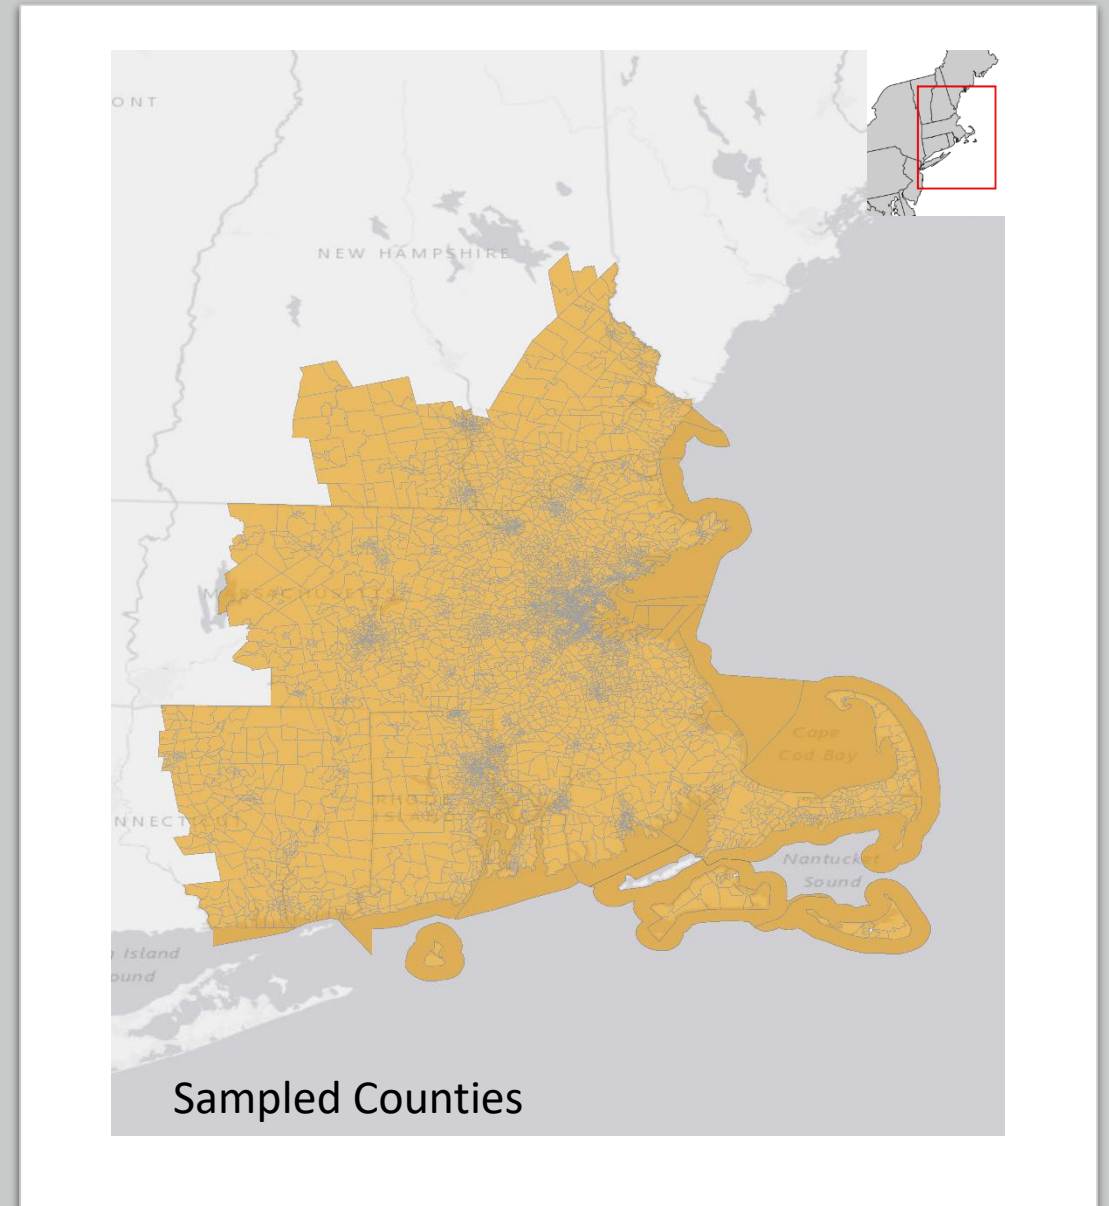 ONT
NEW HAMPSHIRE
MASSACHUSETTS
Cape
Cod Bay
RHODE
ISLAND
NNECTICUT
Nantucket
Sound
Island
ound
Sampled Counties